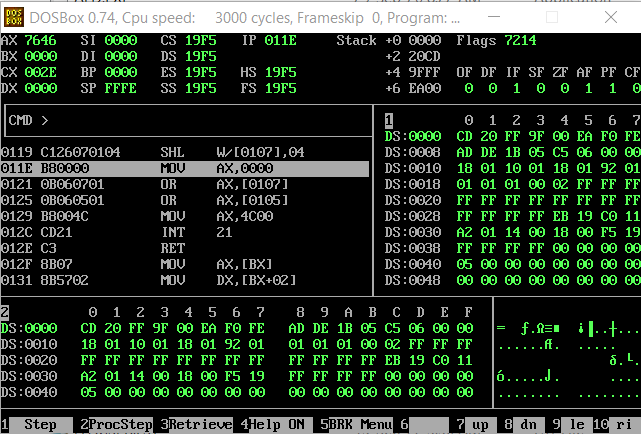 DOSBox 0.74, Cpu speed: 3000 cycles, Frameskip 0, Program: ...
AX 7646 SI 0000 CS 19F5 IP 011E Stack +0 0000 Flags 7214
BX 0000 DI 0000 DS 19F5 +2 20CD
CX 002E BP 0000 ES 19F5 HS 19F5 +4 9FFF OF DF IF SF ZF AF PF CF
DX 0000 SP FFFE SS 19F5 FS 19F5 +6 EA00 0 0 1 0 0 1 1 0
CMD >
1 0 1 2 3 4 5 6 7
DS:0000 CD 20 FF 9F 00 EA F0 FE
DS:0008 AD DE 1B 05 C5 06 00 00
DS:0010 18 01 10 01 18 01 92 01
DS:0018 01 01 01 00 02 FF FF FF
DS:0020 FF FF FF FF FF FF FF FF
DS:0028 FF FF FF FF EB 19 C0 11
DS:0030 A2 01 14 00 18 00 F5 19
DS:0038 FF FF FF FF 00 00 00 00
DS:0040 05 00 00 00 00 00 00 00
DS:0048 00 00 00 00 00 00 00 00
0119 C126070104 SHL W/[0107],04
011E B80000 MOV AX,0000
0121 0B060701 OR AX,[0107]
0125 0B060501 OR AX,[0105]
0129 B8004C MOV AX,4C00
012C CD21 INT 21
012E C3 RET
012F 8B07 MOV AX,[BX]
0131 8B5702 MOV DX,[BX+02]
2 0 1 2 3 4 5 6 7 8 9 A B C D E F
DS:0000 CD 20 FF 9F 00 EA F0 FE AD DE 1B 05 C5 06 00 00
DS:0010 18 01 10 01 18 01 92 01 01 01 01 00 02 FF FF FF
DS:0020 FF FF FF FF FF FF FF FF FF FF FF FF EB 19 C0 11
DS:0030 A2 01 14 00 18 00 F5 19 FF FF FF FF 00 00 00 00
DS:0040 05 00 00 00 00 00 00 00 00 00 00 00 00 00 00 00
1 Step 2ProcStep 3Retrieve 4Help ON 5BRK Menu 6 7 up 8 dn 9 le 10 ri